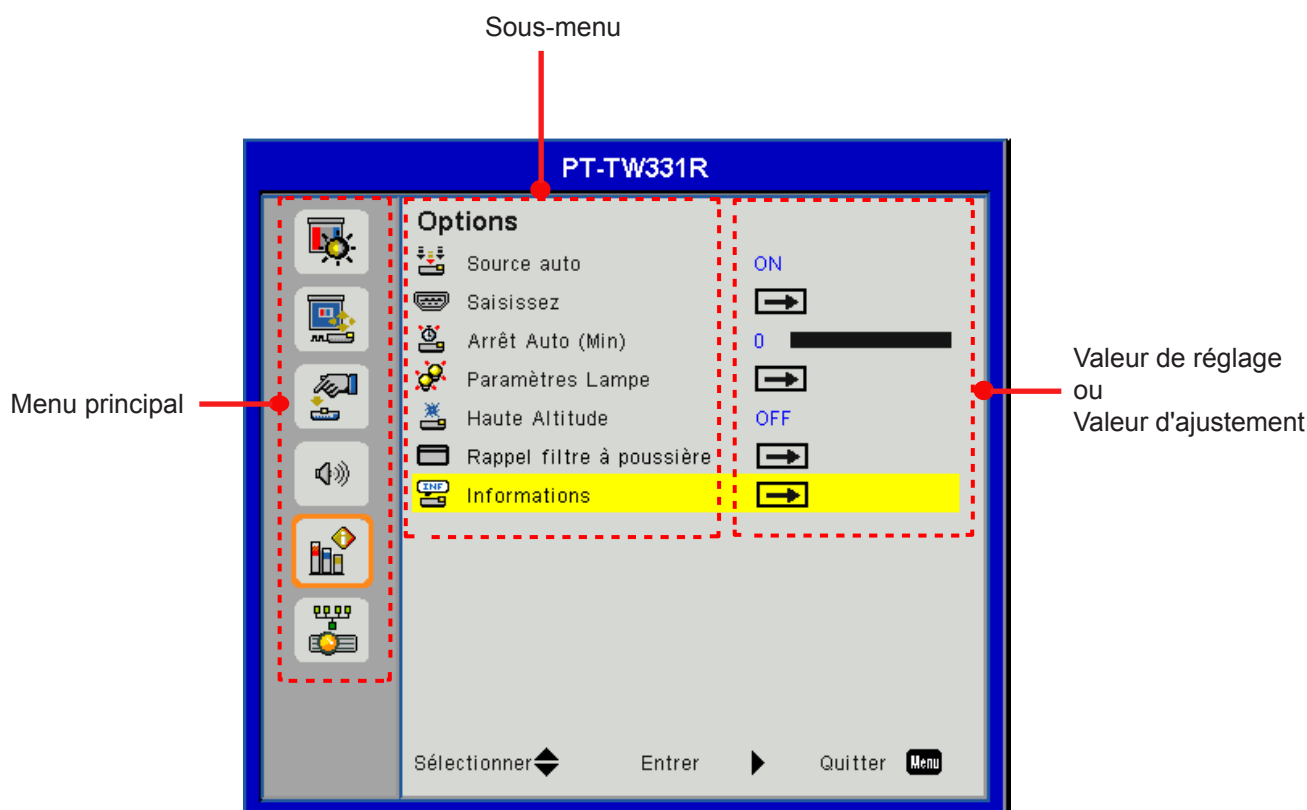 Sous-menu
PT-TW331R
Options
Source auto ON
Saisissez
Arrêt Auto (Min) 0
Paramètres Lampe
Haute Altitude OFF
Rappel filtre à poussière
INF
Informations
Menu principal
Valeur de réglage
ou
Valeur d'ajustement
Sélectionner Entrer Quitter Menu